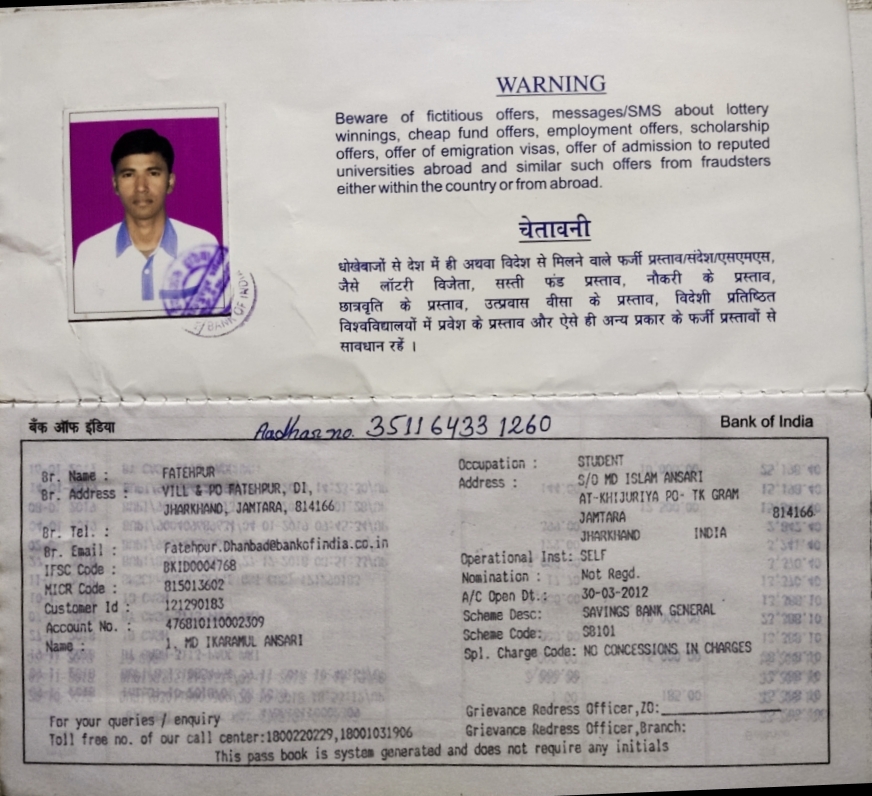 WARNING
Beware of fictitious offers, messages/SMS about lottery
winnings, cheap fund offers, employment offers, scholarship
offers, offer of emigration visas, offer of admission to reputed
universities abroad and similar such offers from fraudsters
either within the country or from abroad.
चेतावनी
धोखेबाजों से देश में ही अथवा विदेश से मिलने वाले फर्जी प्रस्ताव/संदेश/एसएमएस,
जैसे लॉटरी विजेता, सस्ती फंड प्रस्ताव, नौकरी के प्रस्ताव,
छात्रवृति के प्रस्ताव, उत्प्रवास वीसा के प्रस्ताव, विदेशी प्रतिष्ठित
विश्वविद्यालयों में प्रवेश के प्रस्ताव और ऐसे ही अन्य प्रकार के फर्जी प्रस्तावों से
सावधान रहें ।
BANK OF INDIA
बैंक ऑफ इंडिया
Aadhar no. 3511 6433 1260
Bank of India
Br. Name : FATEHPUR
Br. Address : VILL & PO FATEHPUR, DI,
JHARKHAND, JAMTARA, 814166
Br. Tel. :
Br. Email : Fatehpur.Dhanbad@bankofindia.co.in
IFSC Code : BKID0004768
MICR Code : 815013602
Customer Id : 121290183
Account No. : 476810110002309
Name : 1, MD IKARAMUL ANSARI
Occupation : STUDENT
Address : S/O MD ISLAM ANSARI
AT-KHIJURIYA PO- TK GRAM
JAMTARA 814166
JHARKHAND INDIA
Operational Inst: SELF
Nomination : Not Regd.
A/C Open Dt.: 30-03-2012
Scheme Desc: SAVINGS BANK GENERAL
Scheme Code: SB101
Spl. Charge Code: NO CONCESSIONS IN CHARGES
For your queries / enquiry
Toll free no. of our call center:1800220229,18001031906
Grievance Redress Officer,ZO:
Grievance Redress Officer,Branch:
This pass book is system generated and does not require any initials